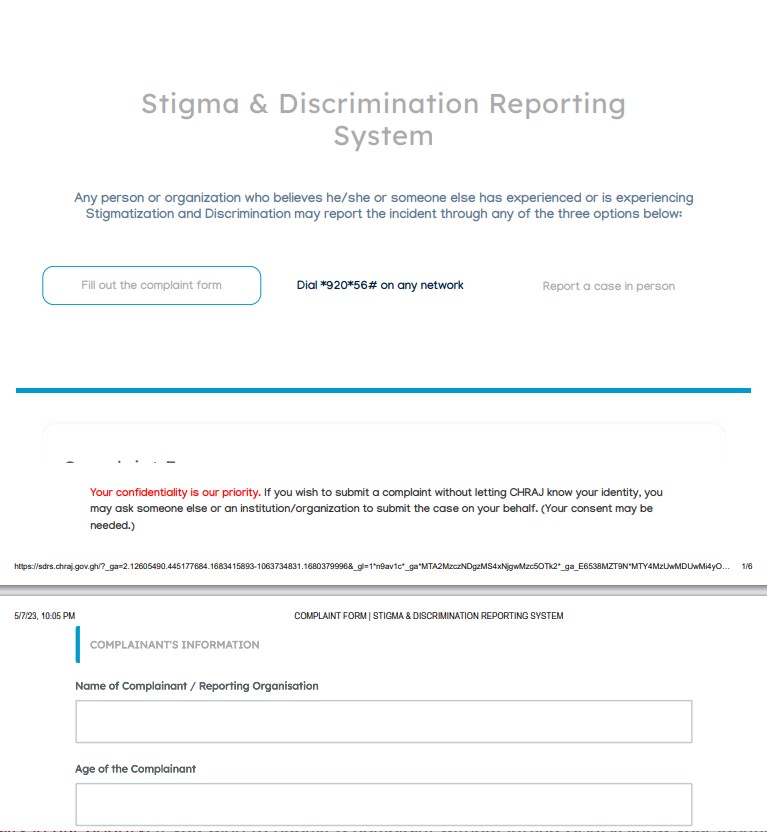 Stigma & Discrimination Reporting
System
Any person or organization who believes he/she or someone else has experienced or is experiencing
Stigmatization and Discrimination may report the incident through any of the three options below:
Fill out the complaint form
Dial *920*56# on any network
Report a case in person
Your confidentiality is our priority. If you wish to submit a complaint without letting CHRAJ know your identity, you
may ask someone else or an institution/organization to submit the case on your behalf. (Your consent may be
needed.)
https://sdrs.chraj.gov.gh/?_ga=2.12605490.445177684.1683415893-1063734831.1680379996&_gl=1*n9av1c*_ga*MTA2MzczNDgzMS4xNjgwMzc5OTk2*_ga_E6538MZT9N*MTY4MzUwMDUwMi4yO… 1/6
5/7/23, 10:05 PM COMPLAINT FORM | STIGMA & DISCRIMINATION REPORTING SYSTEM
COMPLAINANT'S INFORMATION
Name of Complainant / Reporting Organisation
Age of the Complainant